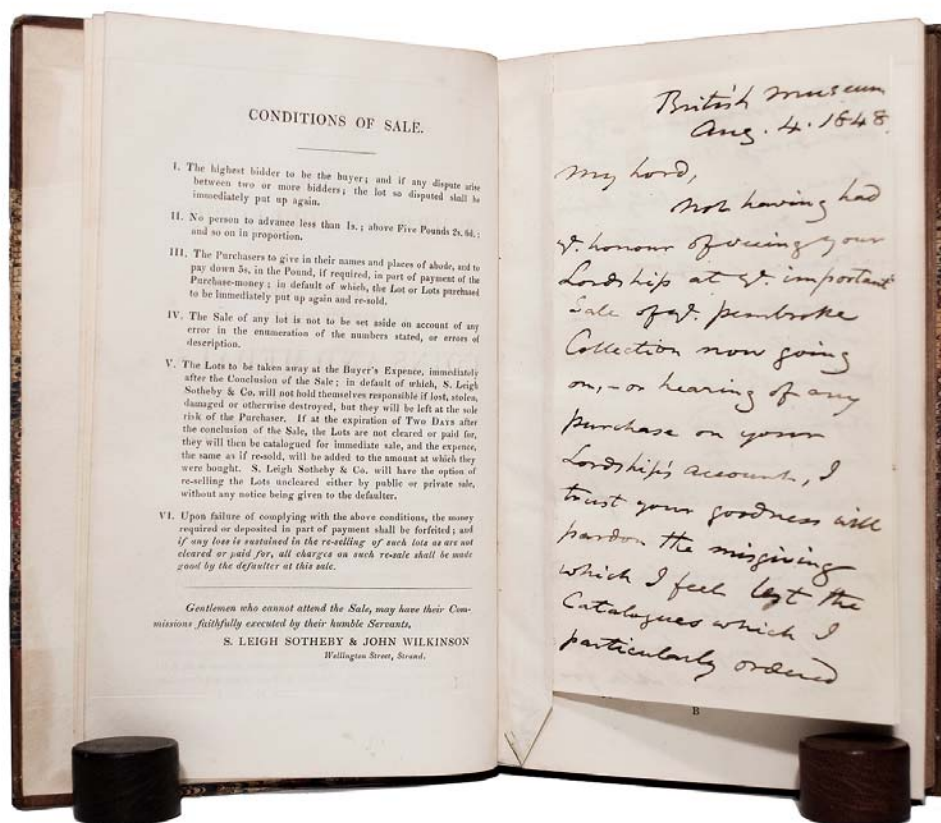 CONDITIONS OF SALE.
I. The highest bidder to be the buyer; and if any dispute arise
between two or more bidders; the lot so disputed shall be
immediately put up again.
II. No person to advance less than 1s.; above Five Pounds 2s. 6d.;
and so on in proportion.
III. The Purchasers to give in their names and places of abode, and to
pay down 5s. in the Pound, if required, in part of payment of the
Purchase-money; in default of which, the Lot or Lots purchased
to be immediately put up again and re-sold.
IV. The Sale of any lot is not to be set aside on account of any
error in the enumeration of the numbers stated, or errors of
description.
V. The Lots to be taken away at the Buyer's Expence, immediately
after the Conclusion of the Sale; in default of which, S. Leigh
Sotheby & Co. will not hold themselves responsible if lost, stolen,
damaged or otherwise destroyed, but they will be left at the sole
risk of the Purchaser. If at the expiration of Two Days after
the conclusion of the Sale, the Lots are not cleared or paid for,
they will then be catalogued for immediate sale, and the expence,
the same as if re-sold, will be added to the amount at which they
were bought. S. Leigh Sotheby & Co. will have the option of
re-selling the Lots uncleared either by public or private sale,
without any notice being given to the defaulter.
VI. Upon failure of complying with the above conditions, the money
required or deposited in part of payment shall be forfeited; and
if any loss is sustained in the re-selling of such lots as are not
cleared or paid for, all charges on such re-sale shall be made
good by the defaulter at this sale.
Gentlemen who cannot attend the Sale, may have their Com-
missions faithfully executed by their humble Servants,
S. LEIGH SOTHEBY & JOHN WILKINSON
Wellington Street, Strand.
British Museum
Aug. 4. 1848.
My Lord,
Not having had
ye. honour of seeing your
Lordship at ye. important
Sale of ye. Pembroke
Collection now going
on, - or hearing of any
purchase on your
Lordship's account, I
trust your goodness will
pardon the misgiving
which I feel lest the
Catalogues which I
particularly ordered
B